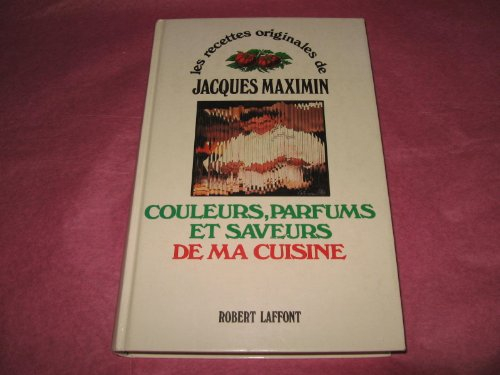 les recettes originales de
JACQUES MAXIMIN
COULEURS, PARFUMS
ET SAVEURS
DE MA CUISINE
ROBERT LAFFONT